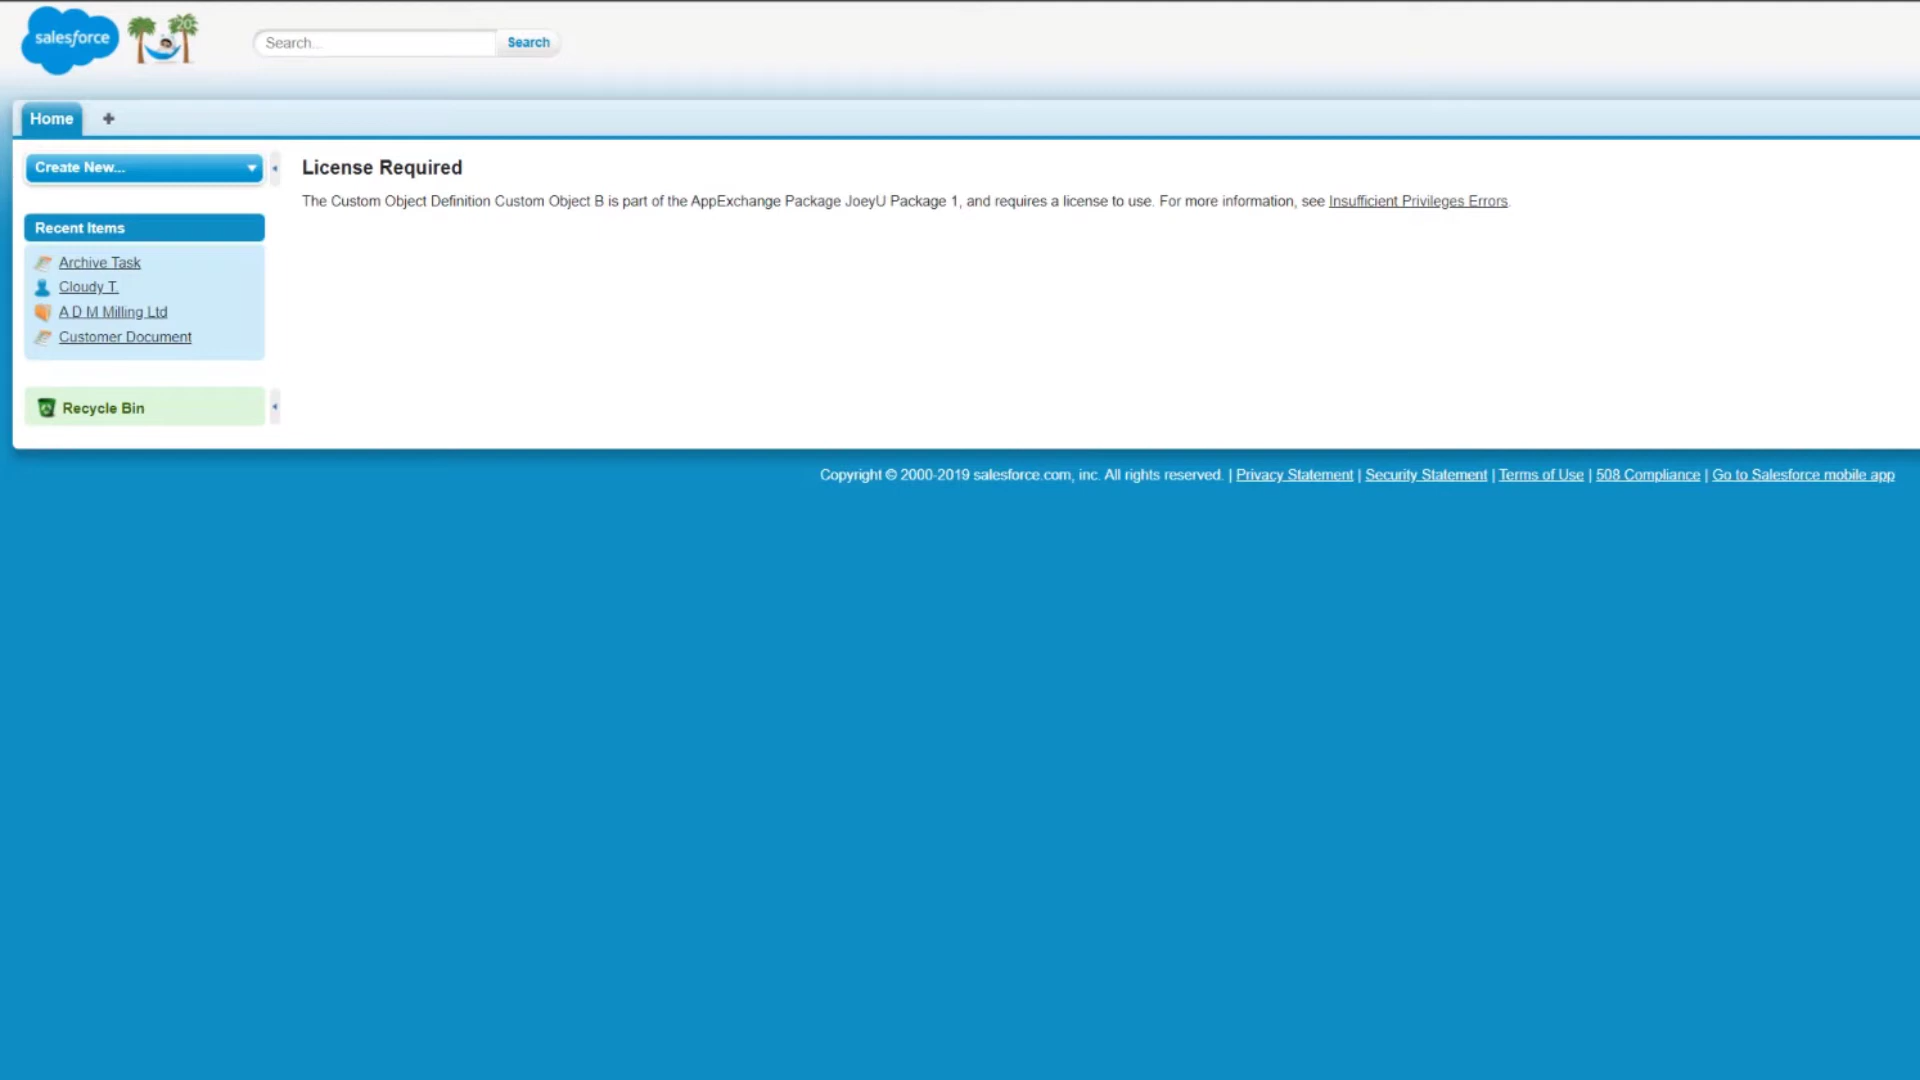 salesforce
20
Search...
Search
Home
Create New...
License Required
The Custom Object Definition Custom Object B is part of the AppExchange Package JoeyU Package 1, and requires a license to use. For more information, see Insufficient Privileges Errors.
Recent Items
Archive Task
Cloudy T.
A D M Milling Ltd
Customer Document
Recycle Bin
Copyright © 2000-2019 salesforce.com, inc. All rights reserved. | Privacy Statement | Security Statement | Terms of Use | 508 Compliance | Go to Salesforce mobile app